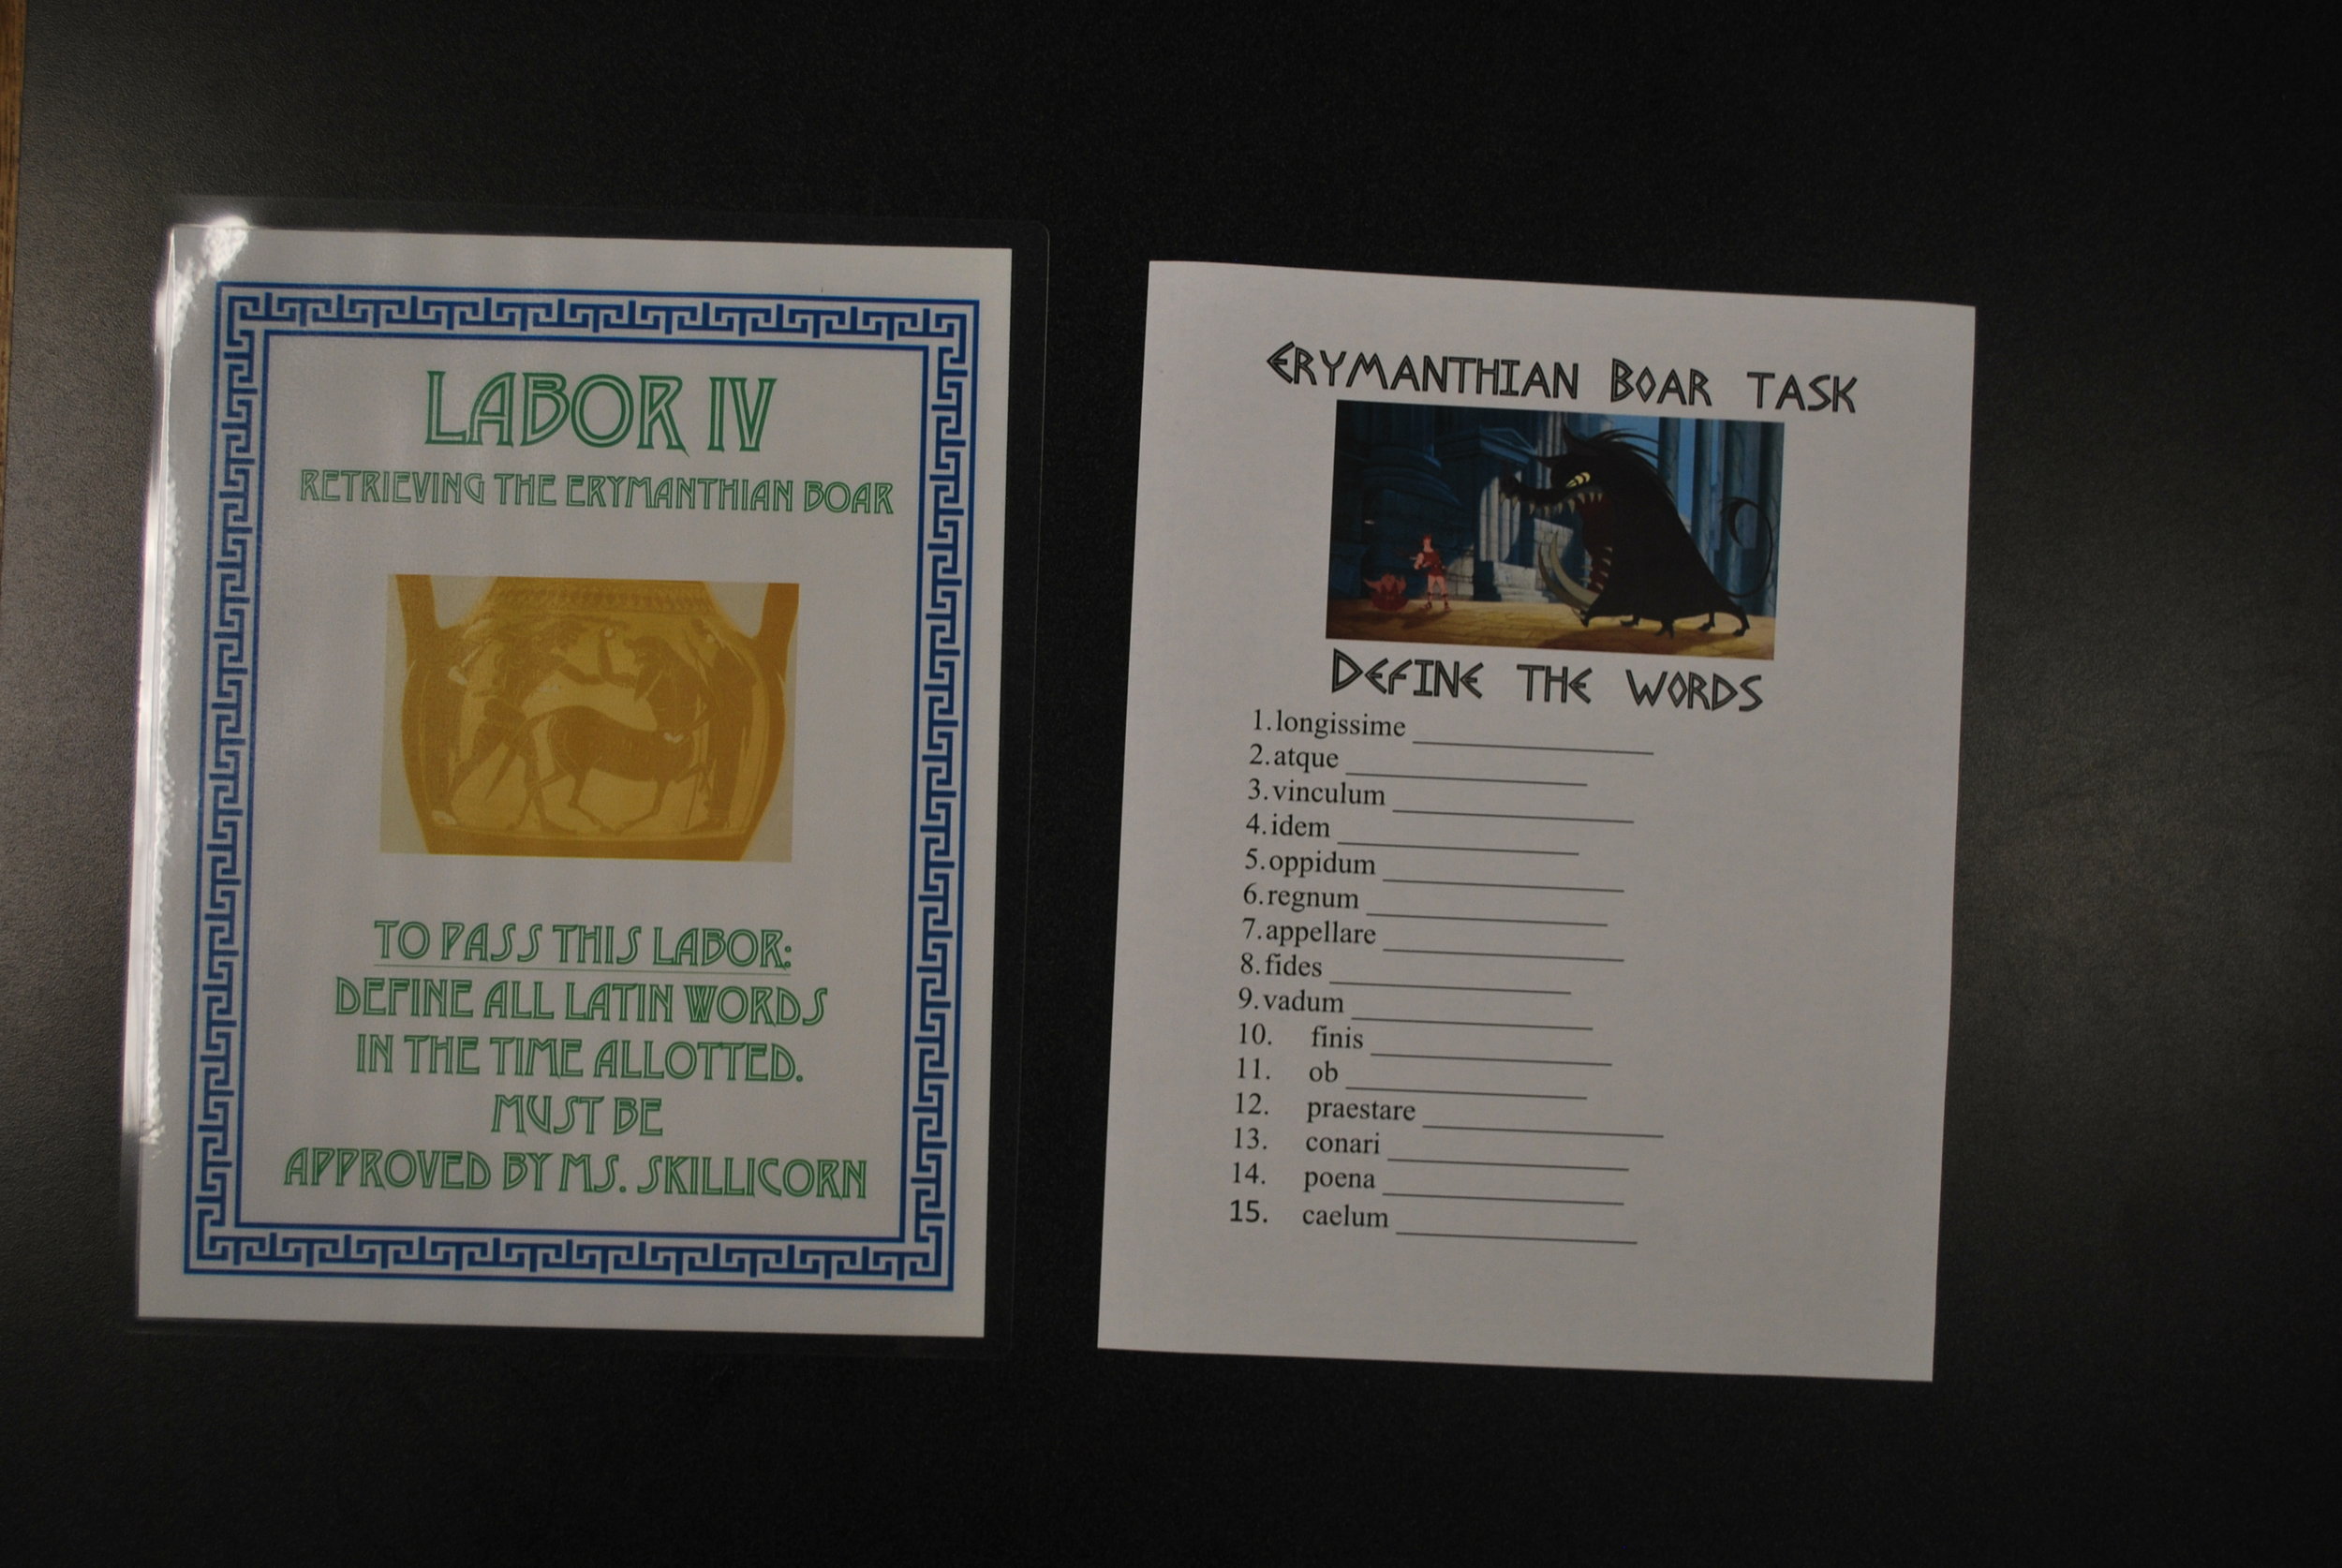 LABOR IV
RETRIEVING THE ERYMANTHIAN BOAR
TO PASS THIS LABOR:
DEFINE ALL LATIN WORDS
IN THE TIME ALLOTTED.
MUST BE
APPROVED BY MS. SKILLICORN
ERYMANTHIAN BOAR TASK
DEFINE THE WORDS
1. longissime
2. atque
3. vinculum
4. idem
5. oppidum
6. regnum
7. appellare
8. fides
9. vadum
10. finis
11. ob
12. praestare
13. conari
14. poena
15. caelum